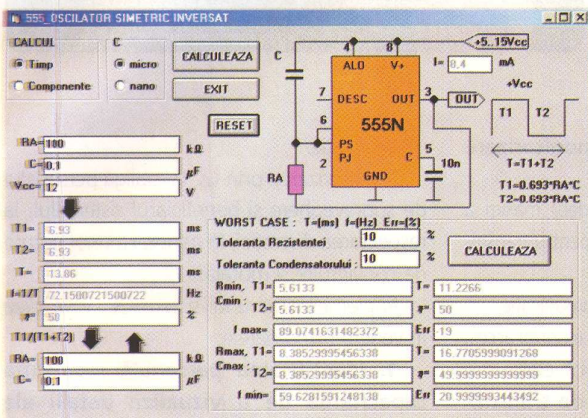 555_OSCILATOR SIMETRIC INVERSAT
CALCUL
Timp
Componente
C
micro
nano
CALCULEAZA
EXIT
RESET
RA= 100 kΩ
C= 0.1 µF
Vcc= 12 V
T1= 6.93 ms
T2= 6.93 ms
T= 13.86 ms
f=1/T 72.1500721500722 Hz
η= 50 %
T1/(T1+T2)
RA= 100 kΩ
C= 0.1 µF
C
4 8
+5..15Vcc
ALO V+
I= 8,4 mA
7 DESC OUT 3 OUT
6 555N
PS C 5 10n
2 PJ
GND
RA
+Vcc
T1 T2
T=T1+T2
T1=0.693*RA*C
T2=0.693*RA*C
WORST CASE : T=(ms) f=(Hz) Err=(%)
Toleranta Rezistentei : 10 %
Toleranta Condensatorului : 10 %
CALCULEAZA
Rmin, T1= 5.6133 T= 11.2266
Cmin : T2= 5.6133 η= 50
f max= 89.0741631482372 Err -19
Rmax, T1= 8.38529995456338 T= 16.7705999091268
Cmax : T2= 8.38529995456338 η= 49.9999999999999
f min= 59.6281591248138 Err 20.9999993443492